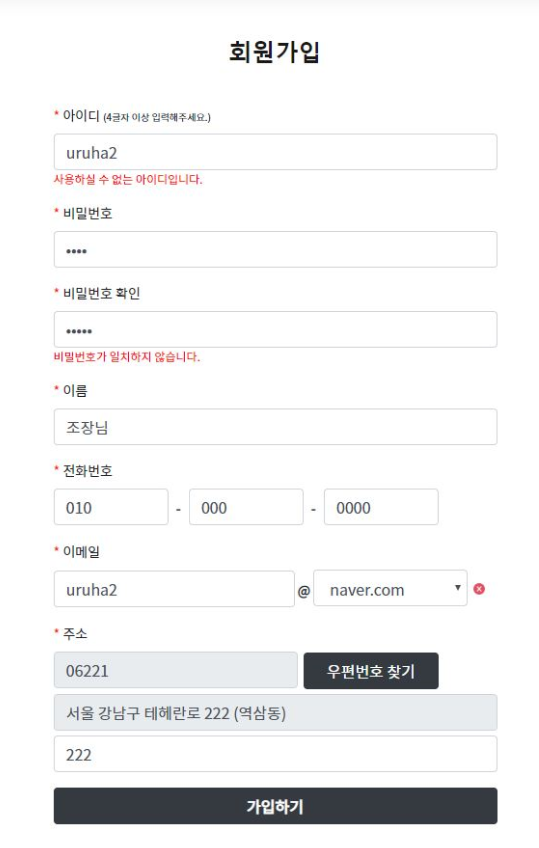 회원가입
* 아이디 (4글자 이상 입력해주세요.)
uruha2
사용하실 수 없는 아이디입니다.
* 비밀번호
••••
* 비밀번호 확인
•••••
비밀번호가 일치하지 않습니다.
* 이름
조장님
* 전화번호
010 - 000 - 0000
* 이메일
uruha2 @ naver.com
* 주소
06221 우편번호 찾기
서울 강남구 테헤란로 222 (역삼동)
222
가입하기